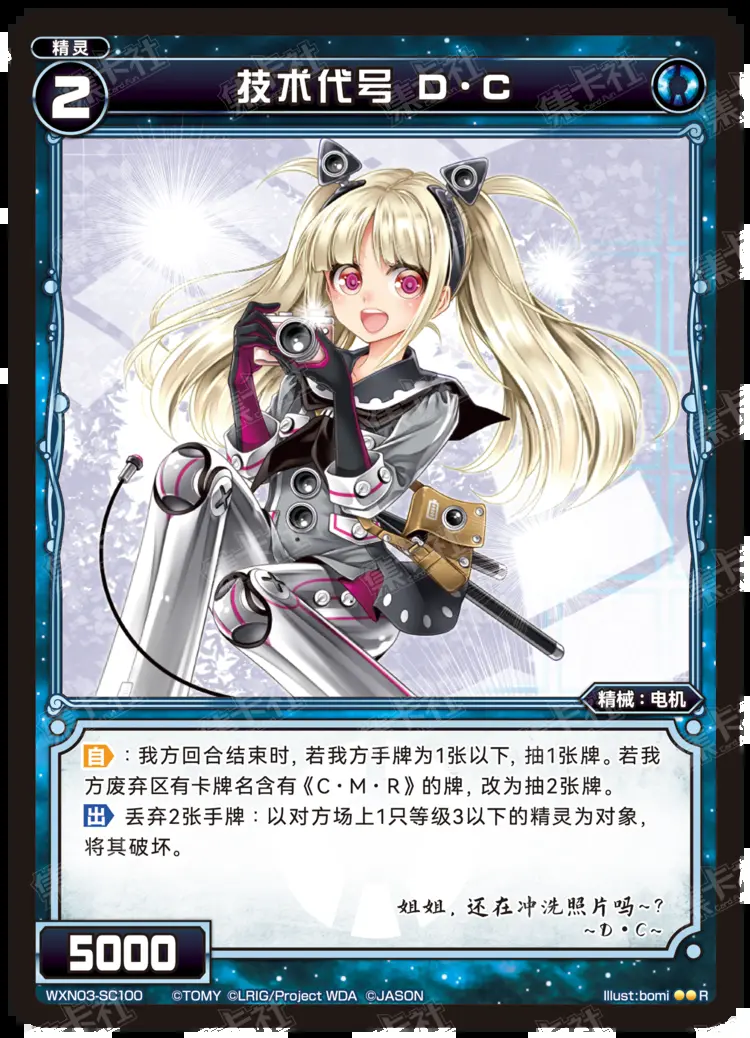 精灵
2
技术代号 D・C
精械：电机
自：我方回合结束时，若我方手牌为1张以下，抽1张牌。若我
方废弃区有卡牌名含有《C・M・R》的牌，改为抽2张牌。
出 丢弃2张手牌：以对方场上1只等级3以下的精灵为对象，
将其破坏。
姐姐，还在冲洗照片吗~？
~D・C~
5000
WXN03-SC100 ©TOMY ©LRIG/Project WDA ©JASON Illust:bomi R
集卡社